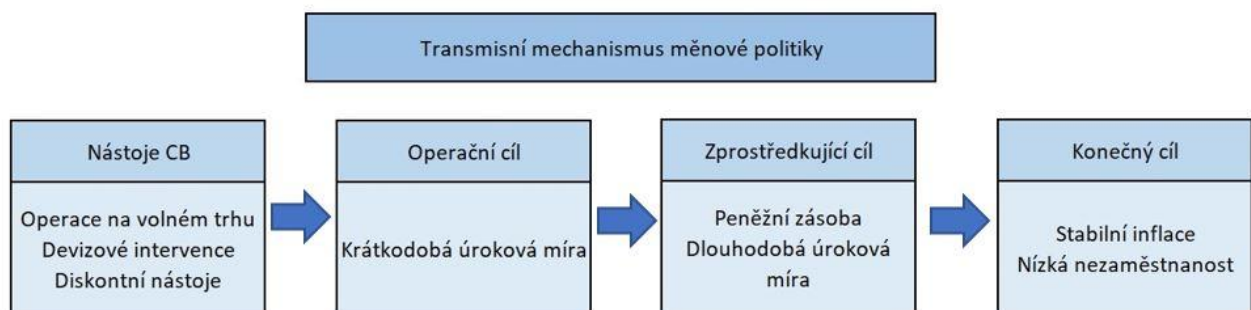 Transmisní mechanismus měnové politiky
Nástoje CB
Operace na volném trhu
Devizové intervence
Diskontní nástoje
Operační cíl
Krátkodobá úroková míra
Zprostředkující cíl
Peněžní zásoba
Dlouhodobá úroková
míra
Konečný cíl
Stabilní inflace
Nízká nezaměstnanost